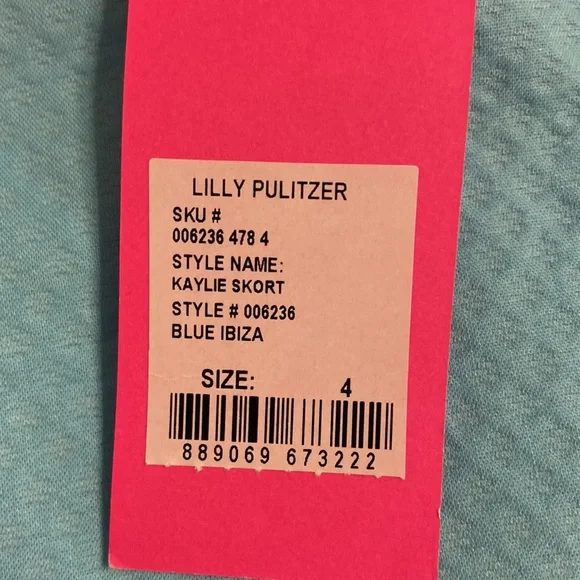 LILLY PULITZER
SKU #
006236 478 4
STYLE NAME:
KAYLIE SKORT
STYLE # 006236
BLUE IBIZA
SIZE: 4
889069 673222